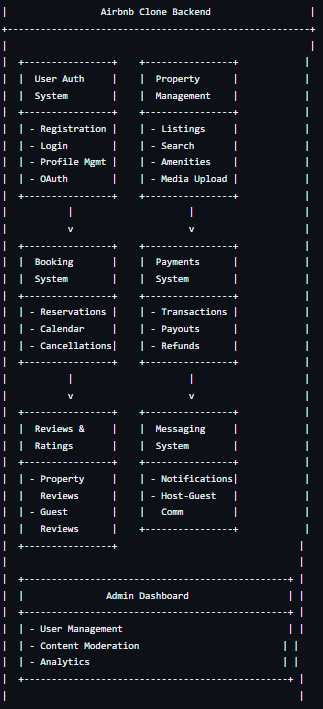 Airbnb Clone Backend
User Auth System
- Registration
- Login
- Profile Mgmt
- OAuth
Property Management
- Listings
- Search
- Amenities
- Media Upload
v
v
Booking System
- Reservations
- Calendar
- Cancellations
Payments System
- Transactions
- Payouts
- Refunds
v
v
Reviews & Ratings
- Property Reviews
- Guest Reviews
Messaging System
- Notifications
- Host-Guest Comm
Admin Dashboard
- User Management
- Content Moderation
- Analytics